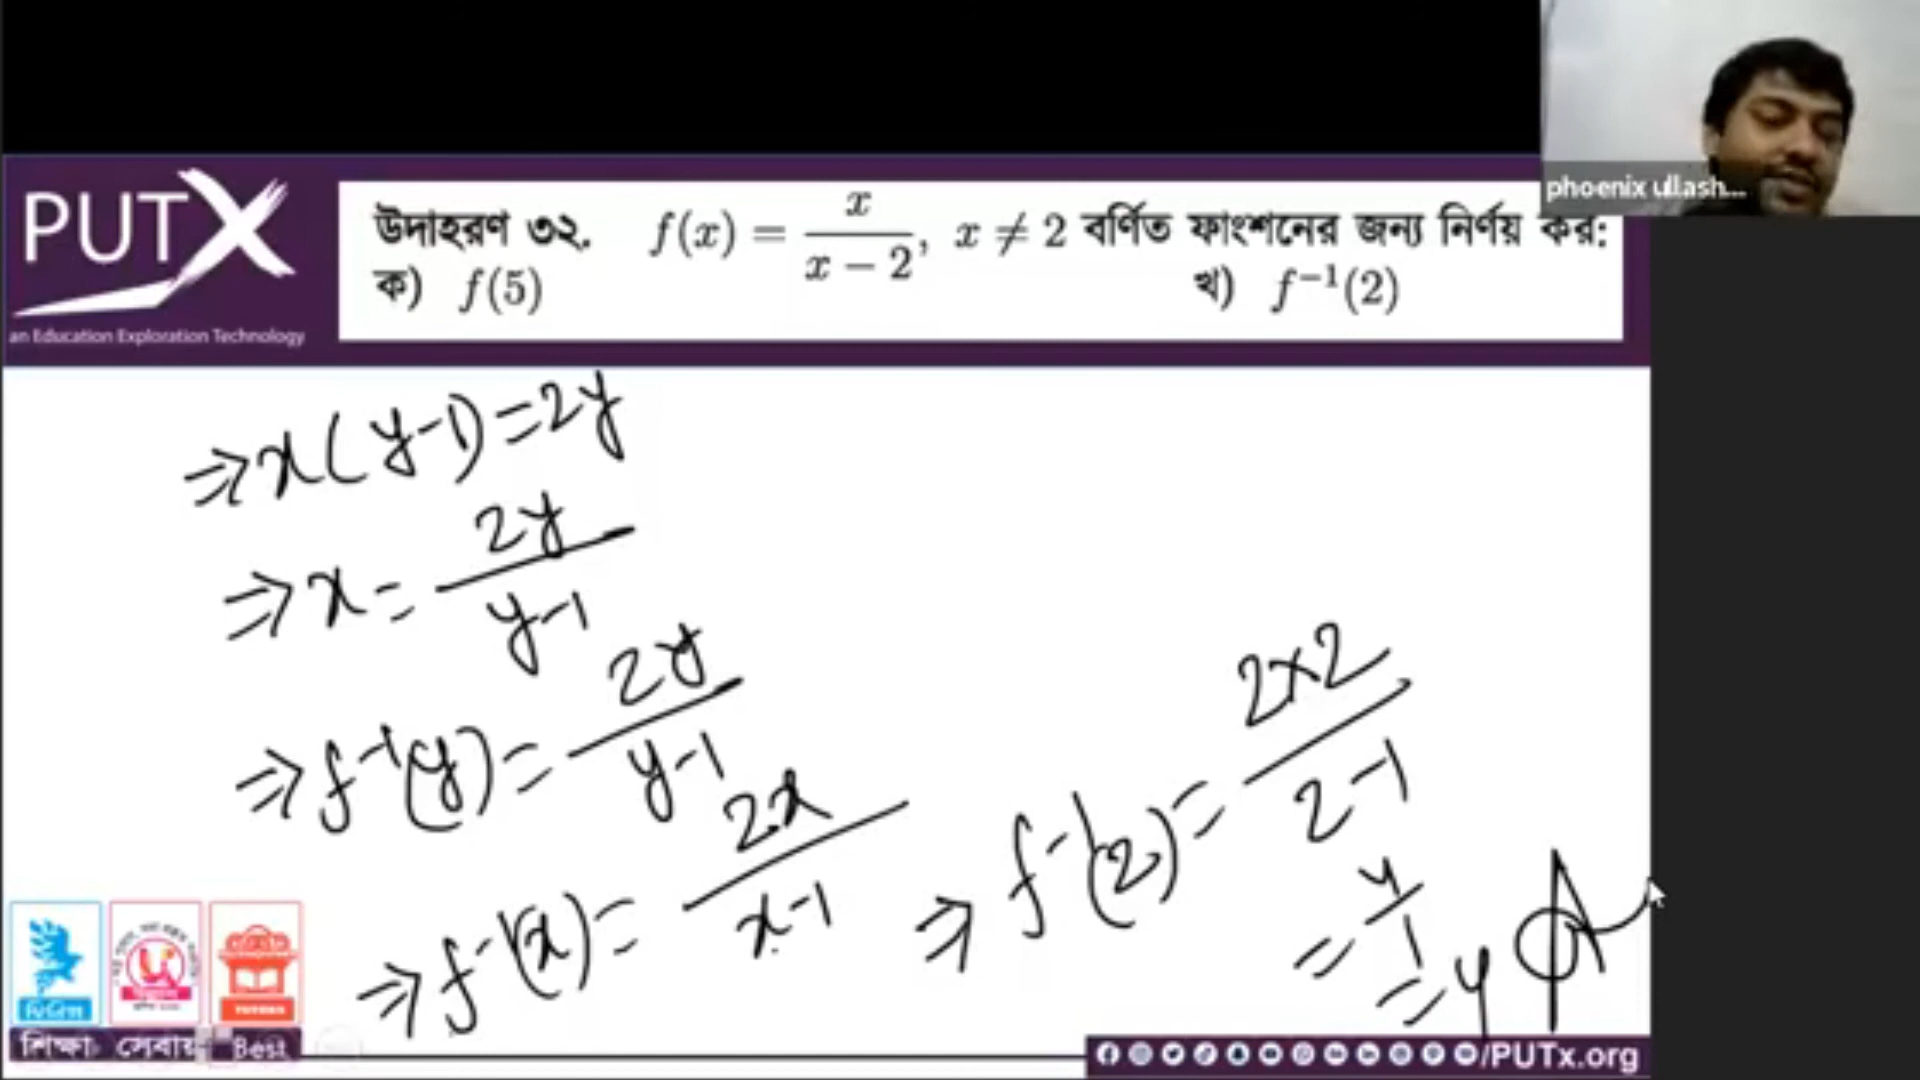 phoenix ullash...
PUTX
an Education Exploration Technology
উদাহরণ ৩২. f(x) = x/(x − 2), x ≠ 2 বর্ণিত ফাংশনের জন্য নির্ণয় কর:
ক) f(5) খ) f⁻¹(2)
⇒ x(y-1) = 2y
⇒ x = 2y/(y-1)
⇒ f⁻¹(y) = 2y/(y-1)
⇒ f⁻¹(x) = 2x/(x-1)
⇒ f⁻¹(2) = (2×2)/(2-1)
= 4/1
= 4
শিক্ষা সেবায় Best
/PUTx.org